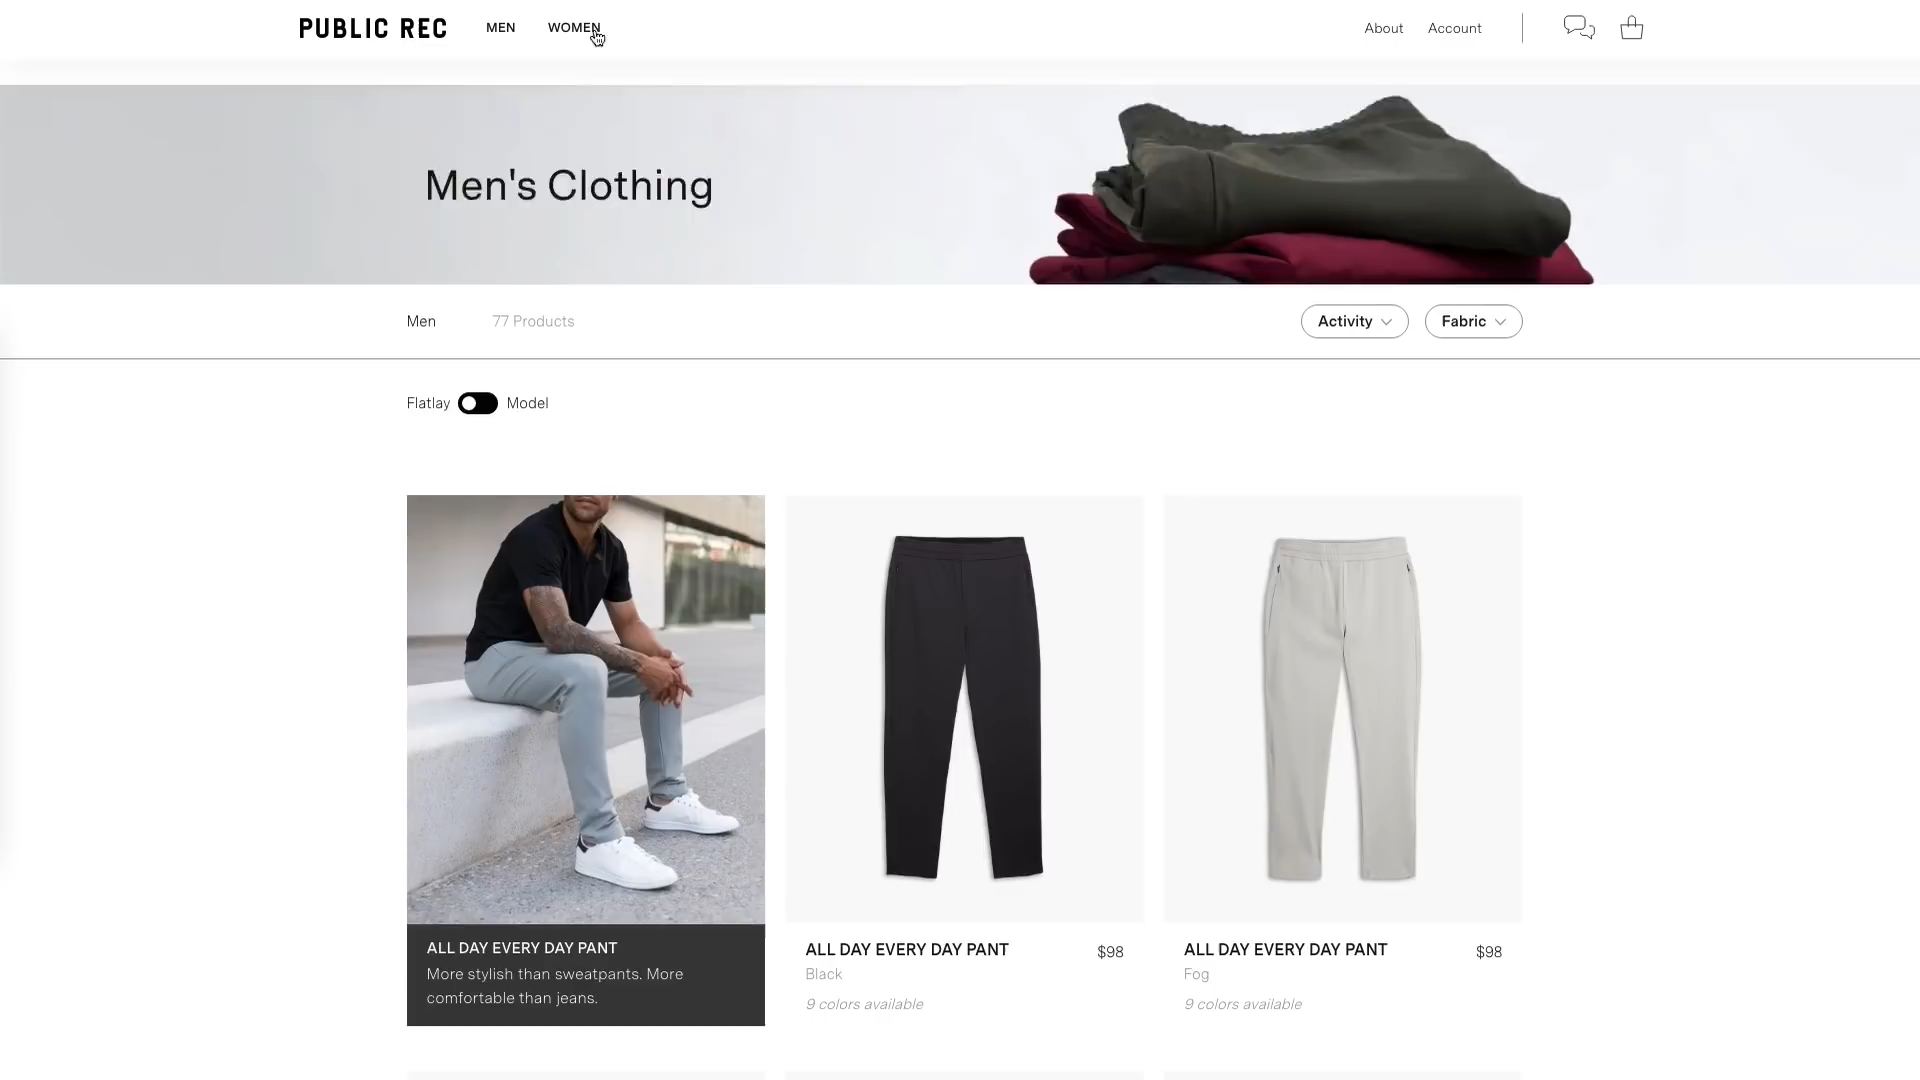 PUBLIC REC
MEN
WOMEN
About
Account
Men's Clothing
Men
77 Products
Activity
Fabric
Flatlay
Model
ALL DAY EVERY DAY PANT
More stylish than sweatpants. More
comfortable than jeans.
ALL DAY EVERY DAY PANT
$98
Black
9 colors available
ALL DAY EVERY DAY PANT
$98
Fog
9 colors available